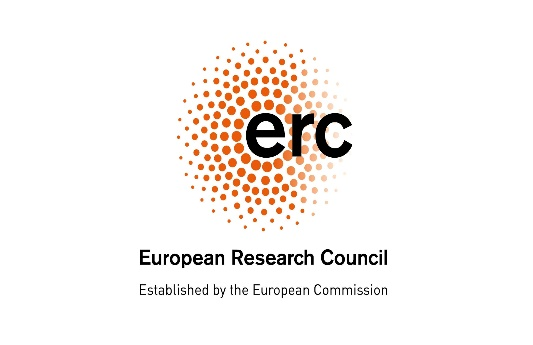 erc
European Research Council
Established by the European Commission